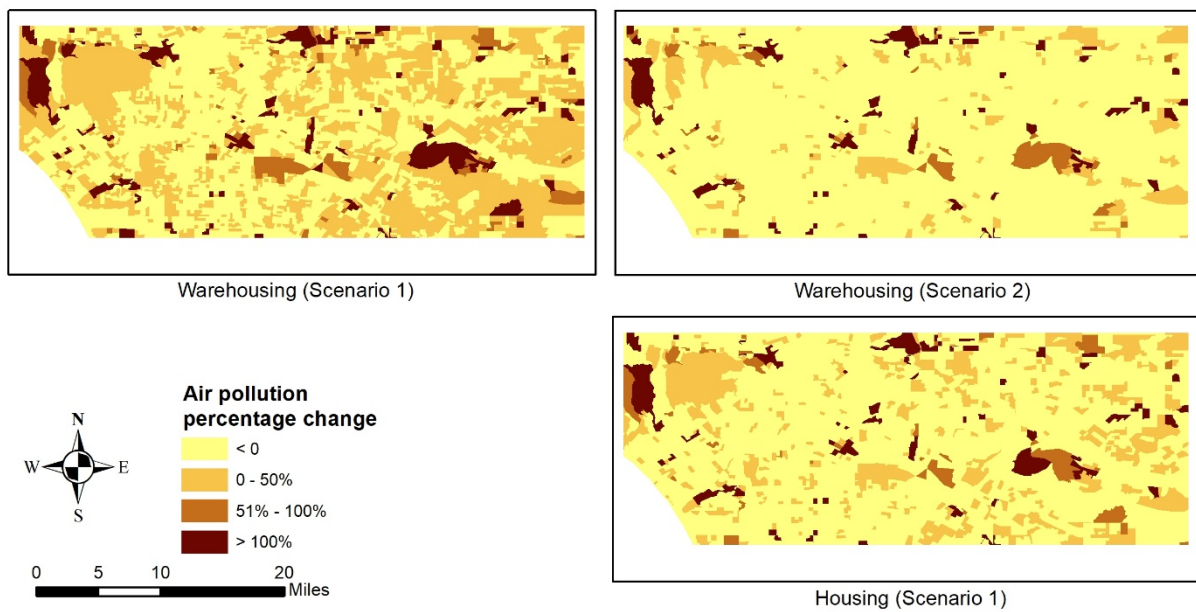 Warehousing (Scenario 1)
Warehousing (Scenario 2)
Air pollution
percentage change
< 0
0 - 50%
51% - 100%
> 100%
N
W
E
S
0
5
10
20
Miles
Housing (Scenario 1)